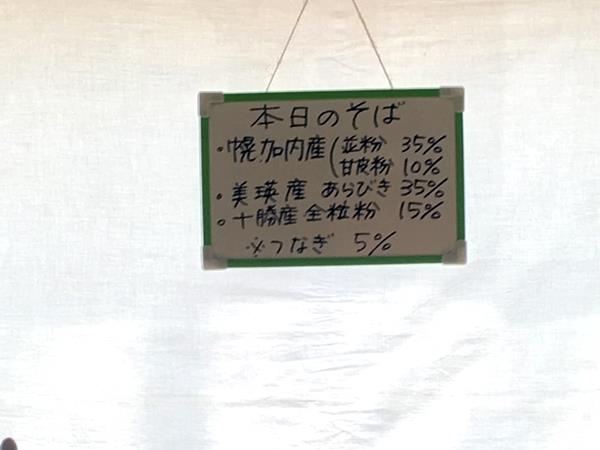 本日のそば
・幌加内産(並粉 35%
甘皮粉 10%
・美瑛産 あらびき 35%
・十勝産 全粒粉 15%
※つなぎ 5%